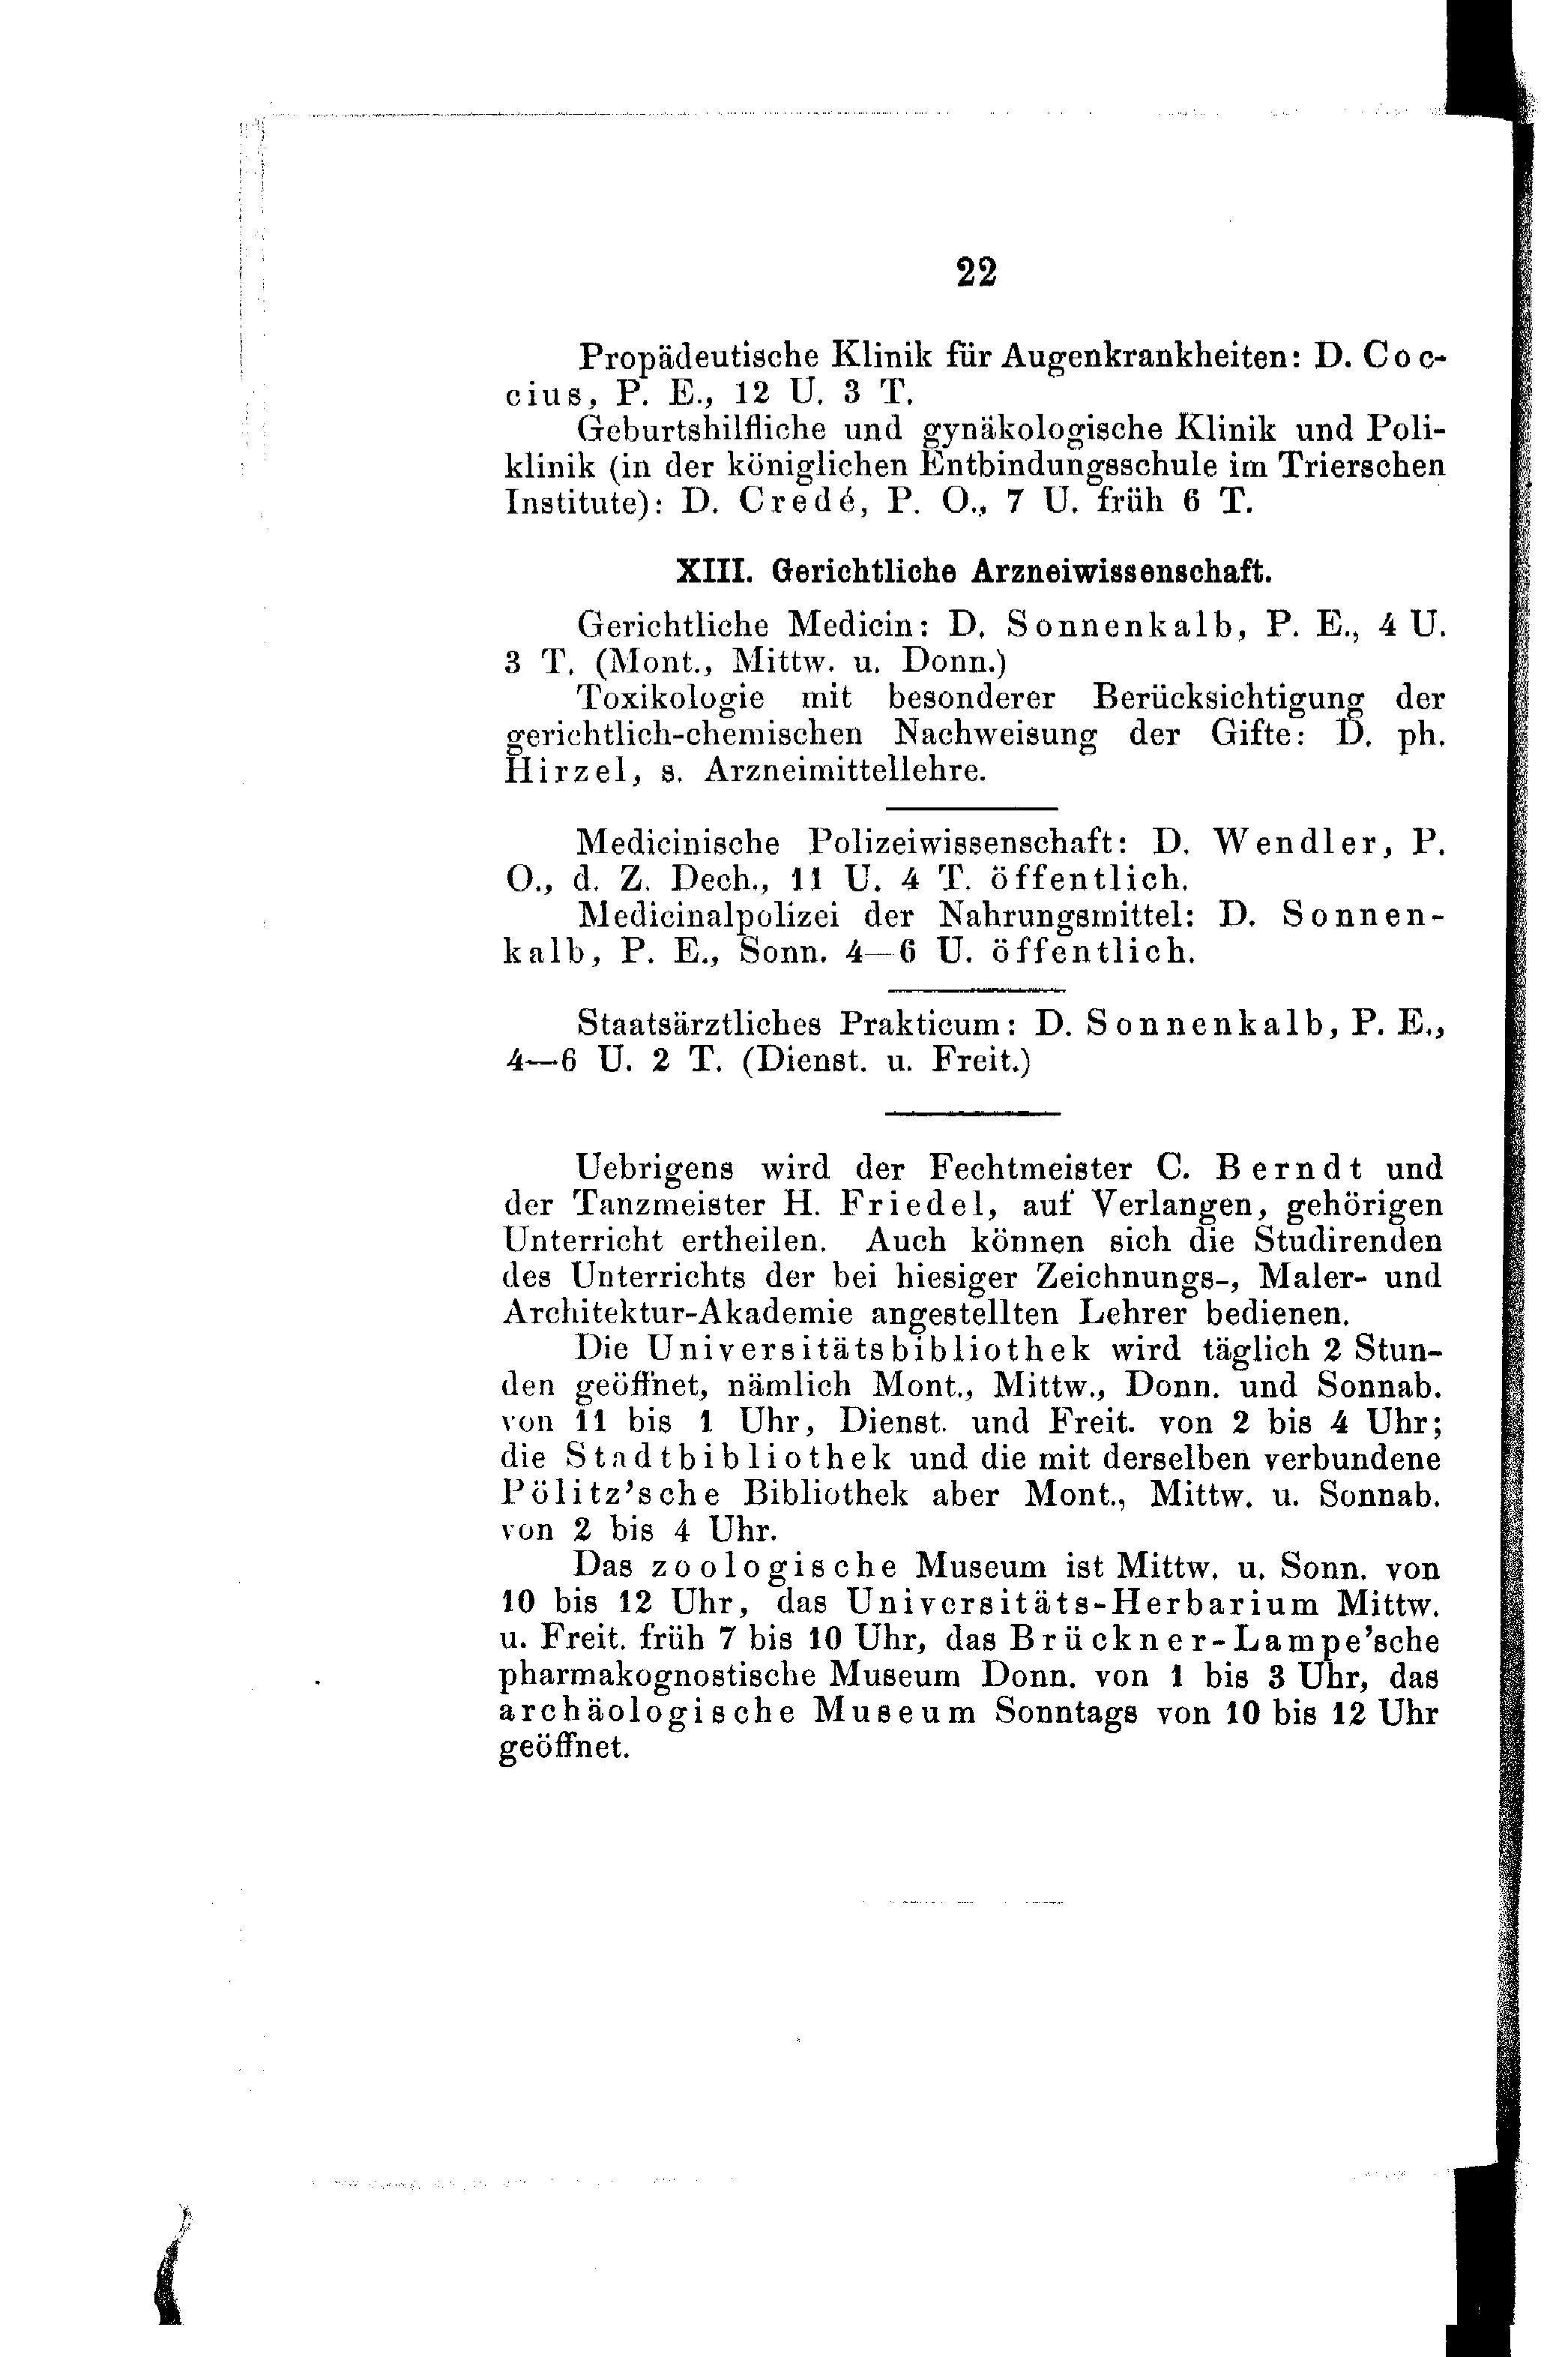 22
Propädeutische Klinik für Augenkrankheiten: D. Coc-
cius, P. E., 12 U. 3 T.
Geburtshilfliche und gynäkologische Klinik und Poli-
klinik (in der königlichen Entbindungsschule im Trierschen
Institute): D. Credé, P. O., 7 U. früh 6 T.
XIII. Gerichtliche Arzneiwissenschaft.
Gerichtliche Medicin: D. Sonnenkalb, P. E., 4 U.
3 T. (Mont., Mittw. u. Donn.)
Toxikologie mit besonderer Berücksichtigung der
gerichtlich-chemischen Nachweisung der Gifte: D. ph.
Hirzel, s. Arzneimittellehre.
Medicinische Polizeiwissenschaft: D. Wendler, P.
O., d. Z. Dech., 11 U. 4 T. öffentlich.
Medicinalpolizei der Nahrungsmittel: D. Sonnen-
kalb, P. E., Sonn. 4—6 U. öffentlich.
Staatsärztliches Prakticum: D. Sonnenkalb, P. E.,
4—6 U. 2 T. (Dienst. u. Freit.)
Uebrigens wird der Fechtmeister C. Berndt und
der Tanzmeister H. Friedel, auf Verlangen, gehörigen
Unterricht ertheilen. Auch können sich die Studirenden
des Unterrichts der bei hiesiger Zeichnungs-, Maler- und
Architektur-Akademie angestellten Lehrer bedienen.
Die Universitätsbibliothek wird täglich 2 Stun-
den geöffnet, nämlich Mont., Mittw., Donn. und Sonnab.
von 11 bis 1 Uhr, Dienst. und Freit. von 2 bis 4 Uhr;
die Stadtbibliothek und die mit derselben verbundene
Pölitz'sche Bibliothek aber Mont., Mittw. u. Sonnab.
von 2 bis 4 Uhr.
Das zoologische Museum ist Mittw. u. Sonn. von
10 bis 12 Uhr, das Universitäts-Herbarium Mittw.
u. Freit. früh 7 bis 10 Uhr, das Brückner-Lampe'sche
pharmakognostische Museum Donn. von 1 bis 3 Uhr, das
archäologische Museum Sonntags von 10 bis 12 Uhr
geöffnet.